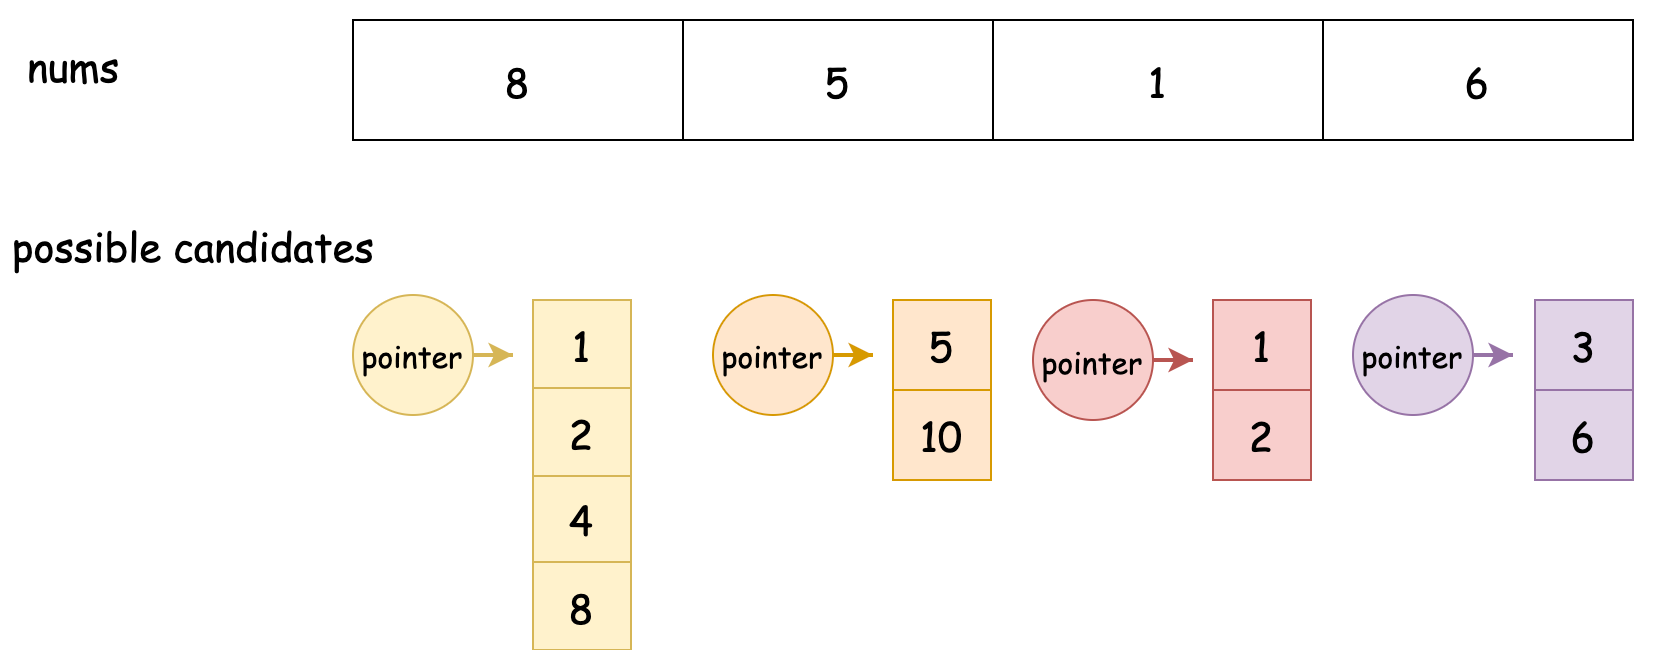 nums 8 5 1 6
possible candidates
pointer 1 pointer 5 pointer 1 pointer 3
2 10 2 6
4
8